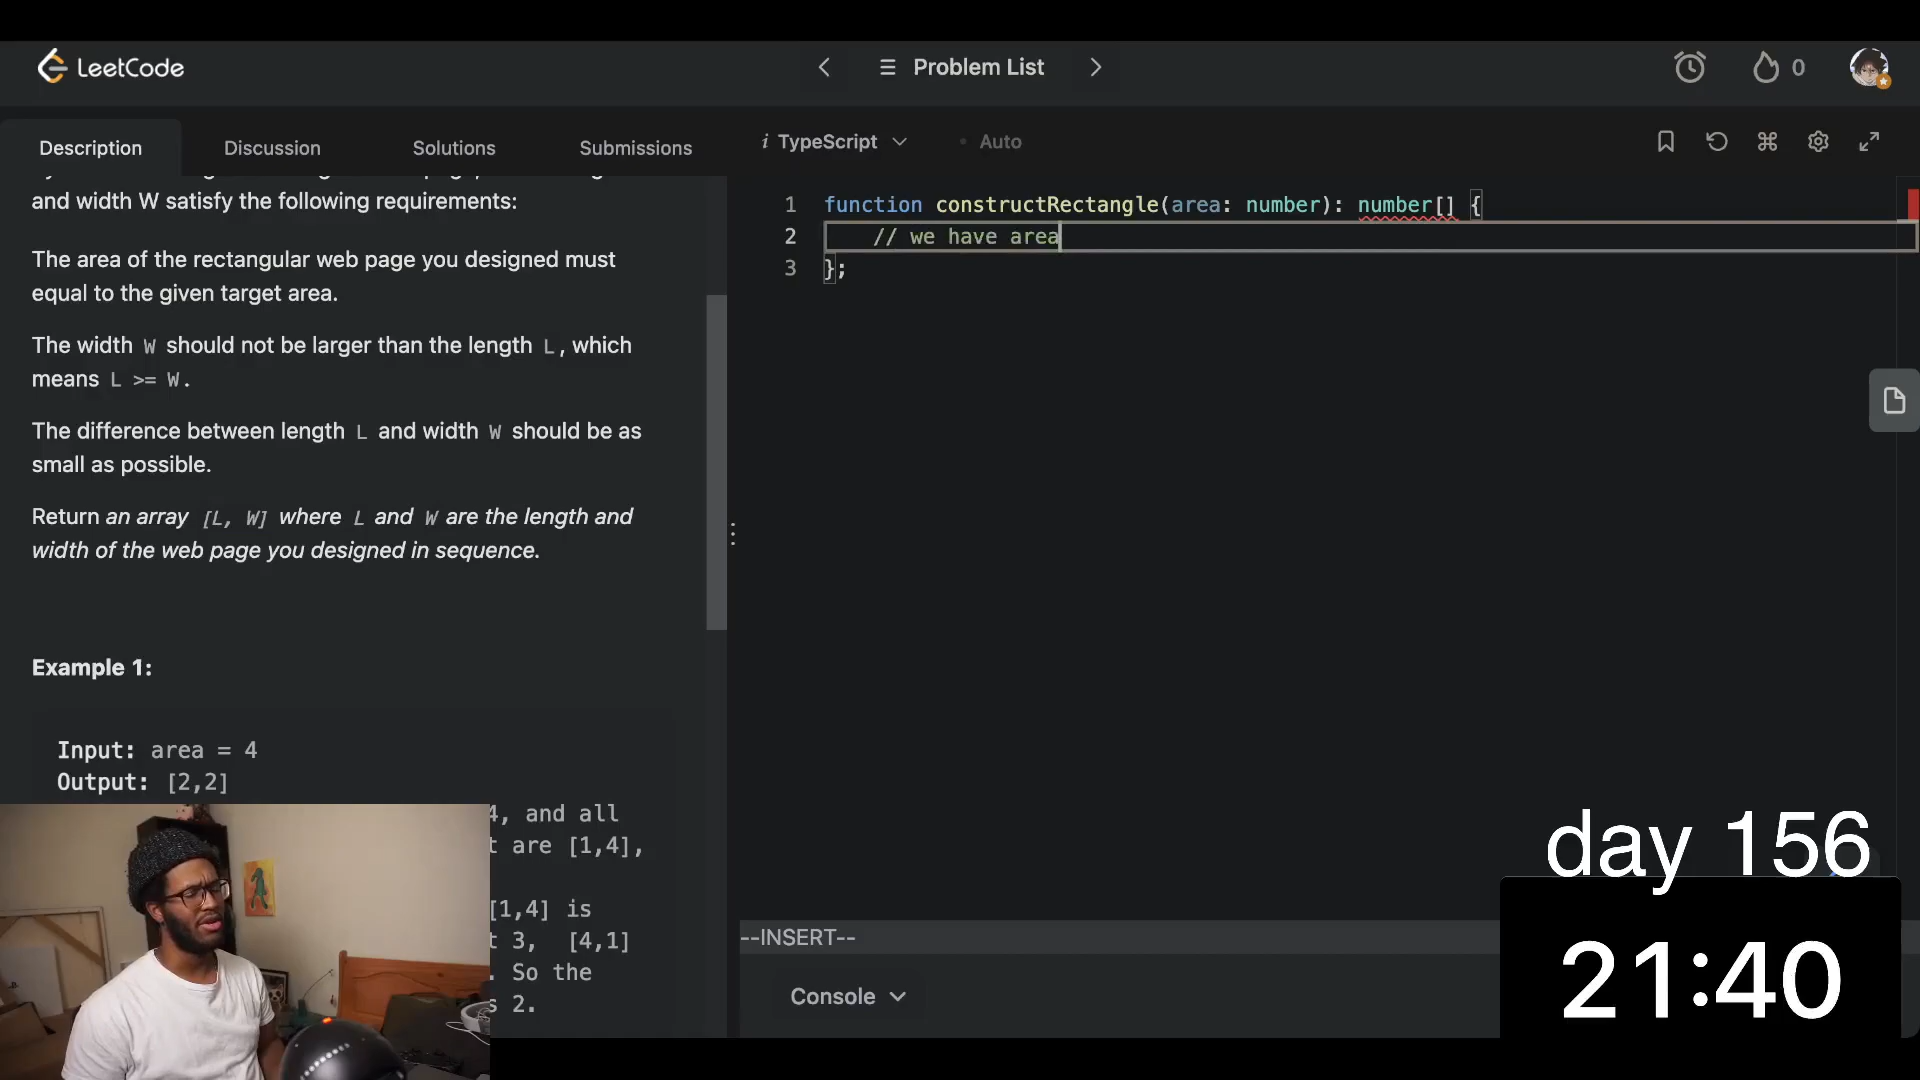 LeetCode
Problem List
0
Description
Discussion
Solutions
Submissions
i TypeScript
Auto
and width W satisfy the following requirements:
The area of the rectangular web page you designed must
equal to the given target area.
The width W should not be larger than the length L, which
means L >= W.
The difference between length L and width W should be as
small as possible.
Return an array [L, W] where L and W are the length and
width of the web page you designed in sequence.
Example 1:
Input: area = 4
Output: [2,2]
4, and all
t are [1,4],
[1,4] is
t 3, [4,1]
. So the
s 2.
1 function constructRectangle(area: number): number[] {
2 // we have area
3 };
--INSERT--
Console
day 156
21:40